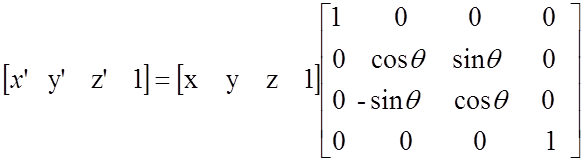 1 0 0 0
0 cosθ sinθ 0
[x' y' z' 1]=[x y z 1]
0 -sinθ cosθ 0
0 0 0 1